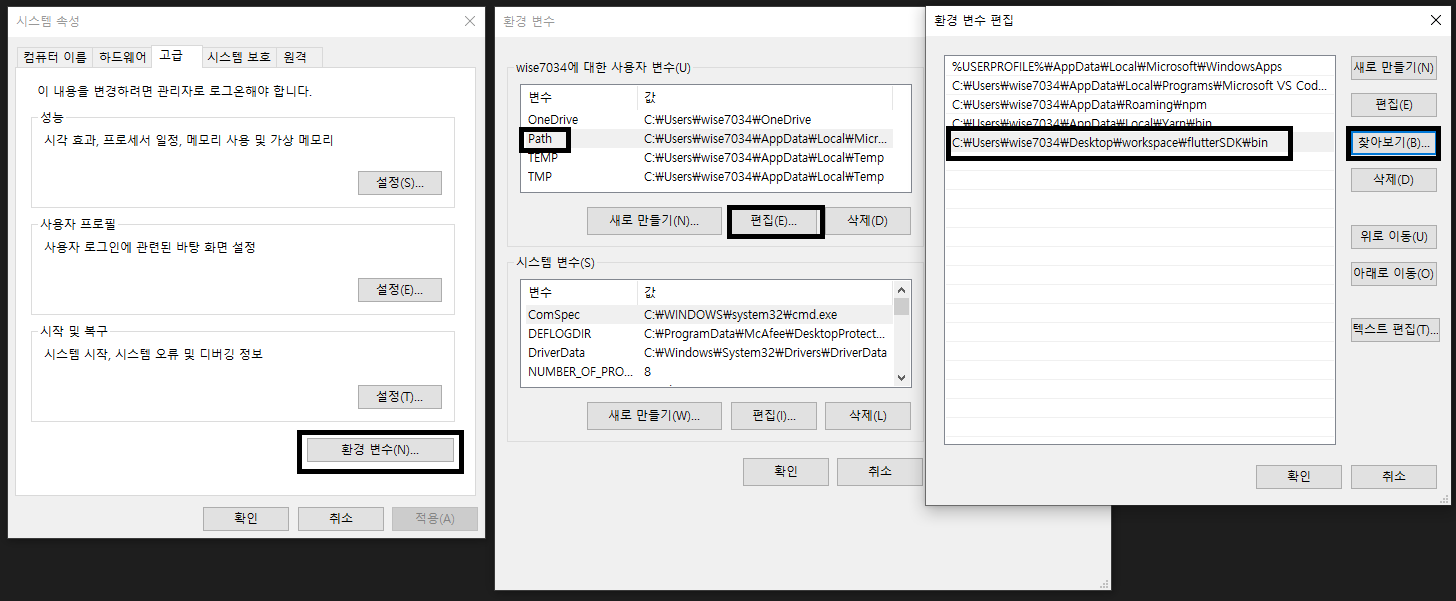 시스템 속성
컴퓨터 이름 하드웨어 고급 시스템 보호 원격
이 내용을 변경하려면 관리자로 로그온해야 합니다.
성능
시각 효과, 프로세서 일정, 메모리 사용 및 가상 메모리
설정(S)...
사용자 프로필
사용자 로그인에 관련된 바탕 화면 설정
설정(E)...
시작 및 복구
시스템 시작, 시스템 오류 및 디버깅 정보
설정(T)...
환경 변수(N)...
확인 취소 적용(A)
환경 변수
wise7034에 대한 사용자 변수(U)
변수 값
OneDrive C:₩Users₩wise7034₩OneDrive
Path C:₩Users₩wise7034₩AppData₩Local₩Micr...
TEMP C:₩Users₩wise7034₩AppData₩Local₩Temp
TMP C:₩Users₩wise7034₩AppData₩Local₩Temp
새로 만들기(N)... 편집(E)... 삭제(D)
시스템 변수(S)
변수 값
ComSpec C:₩WINDOWS₩system32₩cmd.exe
DEFLOGDIR C:₩ProgramData₩McAfee₩DesktopProtect...
DriverData C:₩Windows₩System32₩Drivers₩DriverData
NUMBER_OF_PRO... 8
새로 만들기(W)... 편집(I)... 삭제(L)
확인 취소
환경 변수 편집
%USERPROFILE%₩AppData₩Local₩Microsoft₩WindowsApps
C:₩Users₩wise7034₩AppData₩Local₩Programs₩Microsoft VS Cod...
C:₩Users₩wise7034₩AppData₩Roaming₩npm
C:₩Users₩wise7034₩AppData₩Local₩Yarn₩bin
C:₩Users₩wise7034₩Desktop₩workspace₩flutterSDK₩bin
새로 만들기(N)
편집(E)
찾아보기(B)...
삭제(D)
위로 이동(U)
아래로 이동(O)
텍스트 편집(T)...
확인 취소